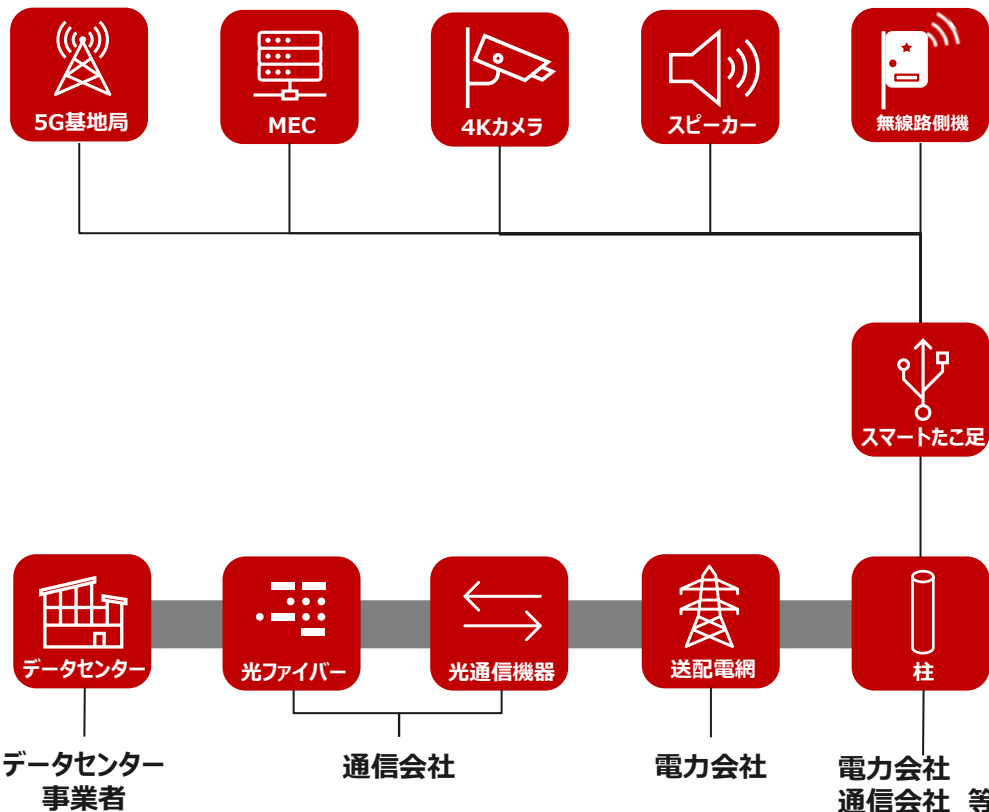 5G基地局
MEC
4Kカメラ
スピーカー
無線路側機
スマートたこ足
データセンター
光ファイバー
光通信機器
送配電網
柱
データセンター
事業者
通信会社
電力会社
電力会社
通信会社 等